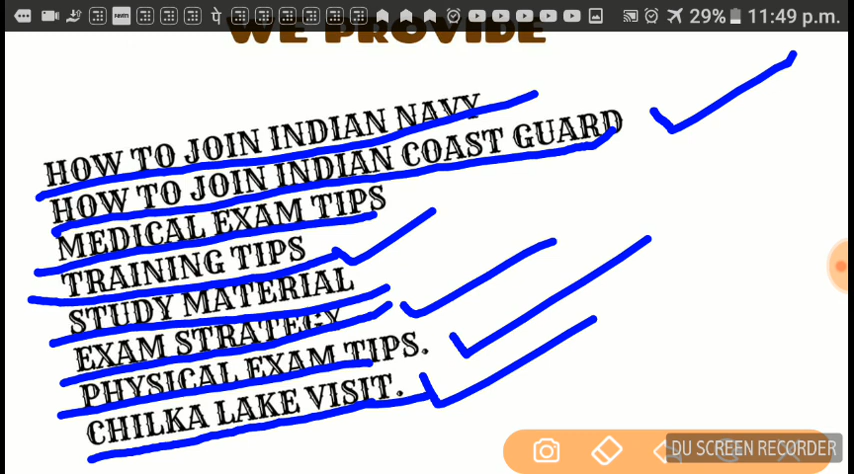 29% 11:49 p.m.
WE PROVIDE
HOW TO JOIN INDIAN NAVY
HOW TO JOIN INDIAN COAST GUARD
MEDICAL EXAM TIPS
TRAINING TIPS
STUDY MATERIAL
EXAM STRATEGY
PHYSICAL EXAM TIPS.
CHILKA LAKE VISIT.
DU SCREEN RECORDER